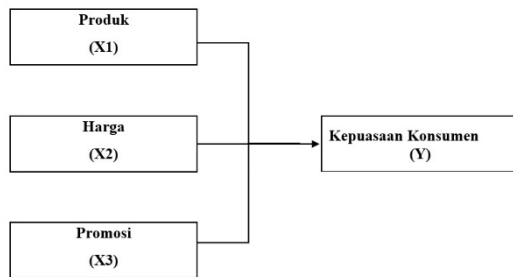 Produk
(X1)
Harga
(X2)
Kepuasaan Konsumen
(Y)
Promosi
(X3)